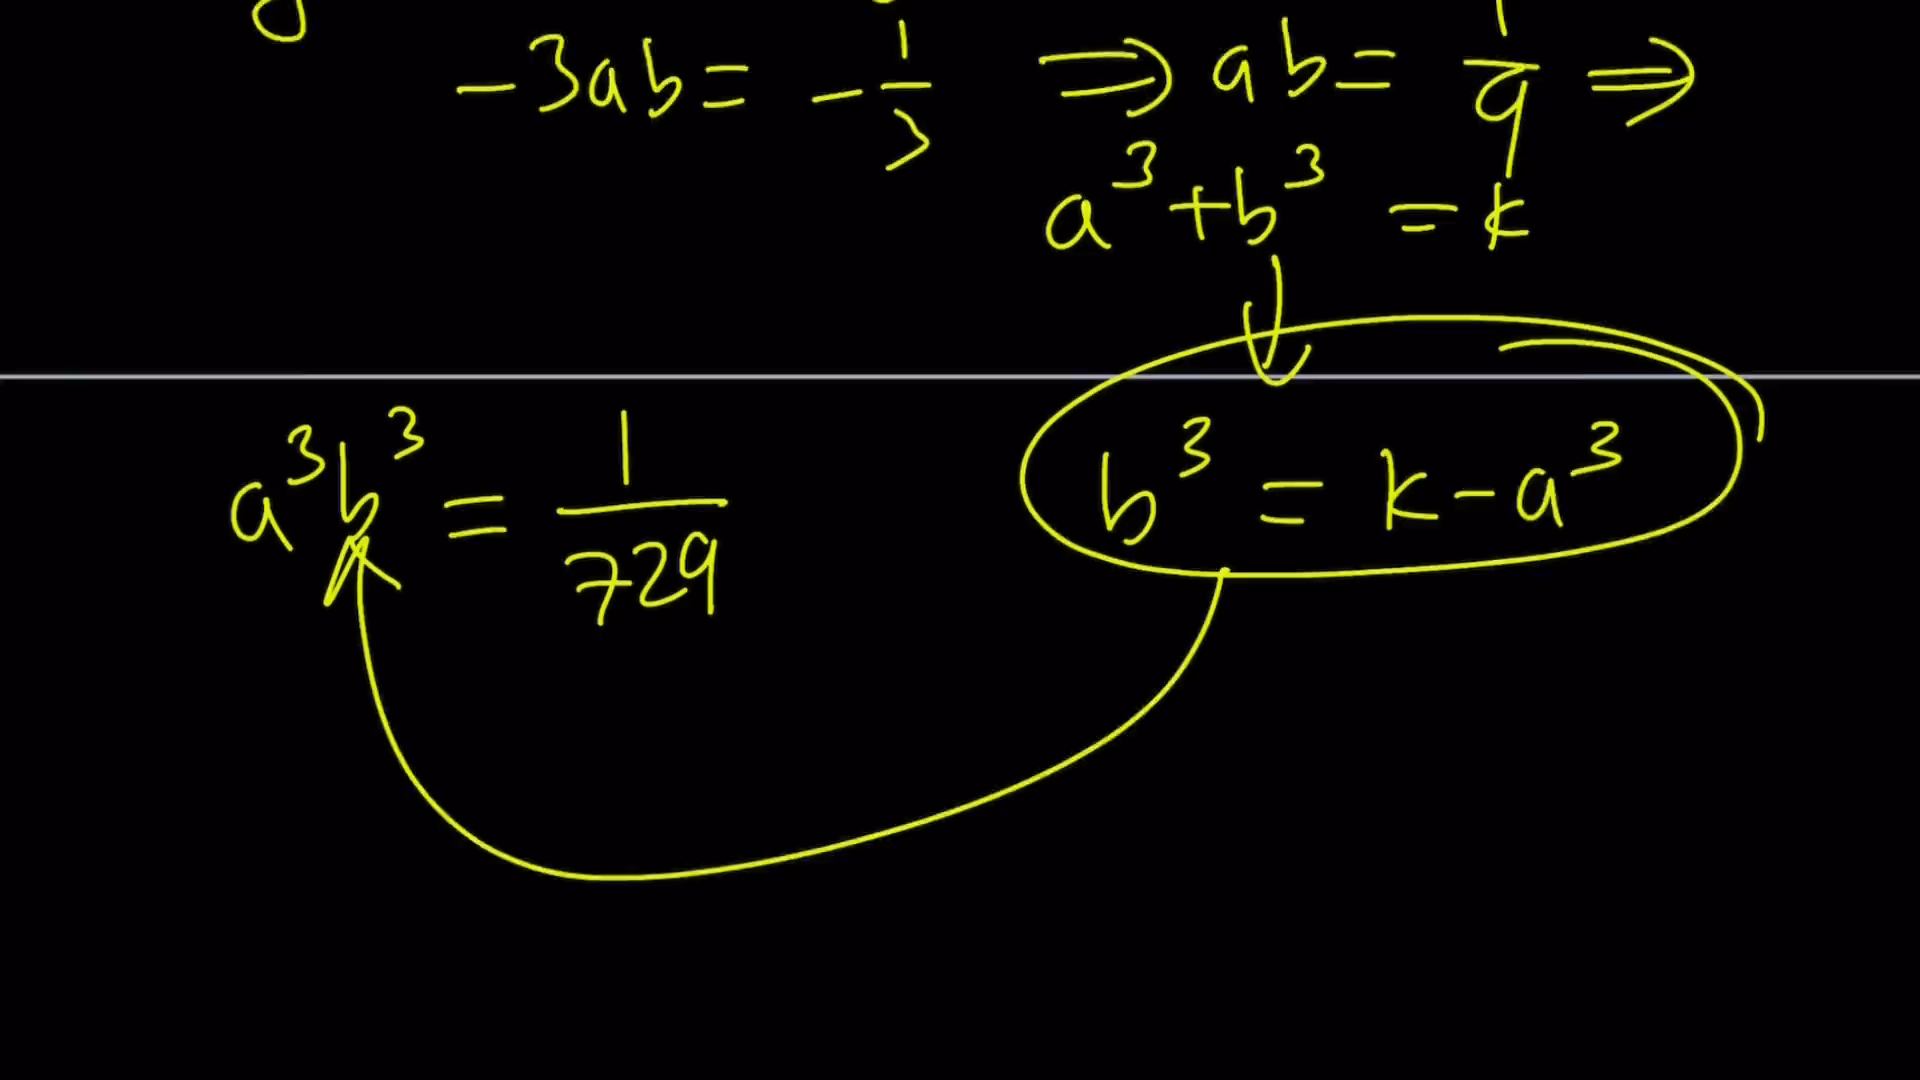 -3ab = -1/3 ⇒ ab = 1/9 ⇒
a³+b³ = k
a³b³ = 1/729
b³ = k-a³